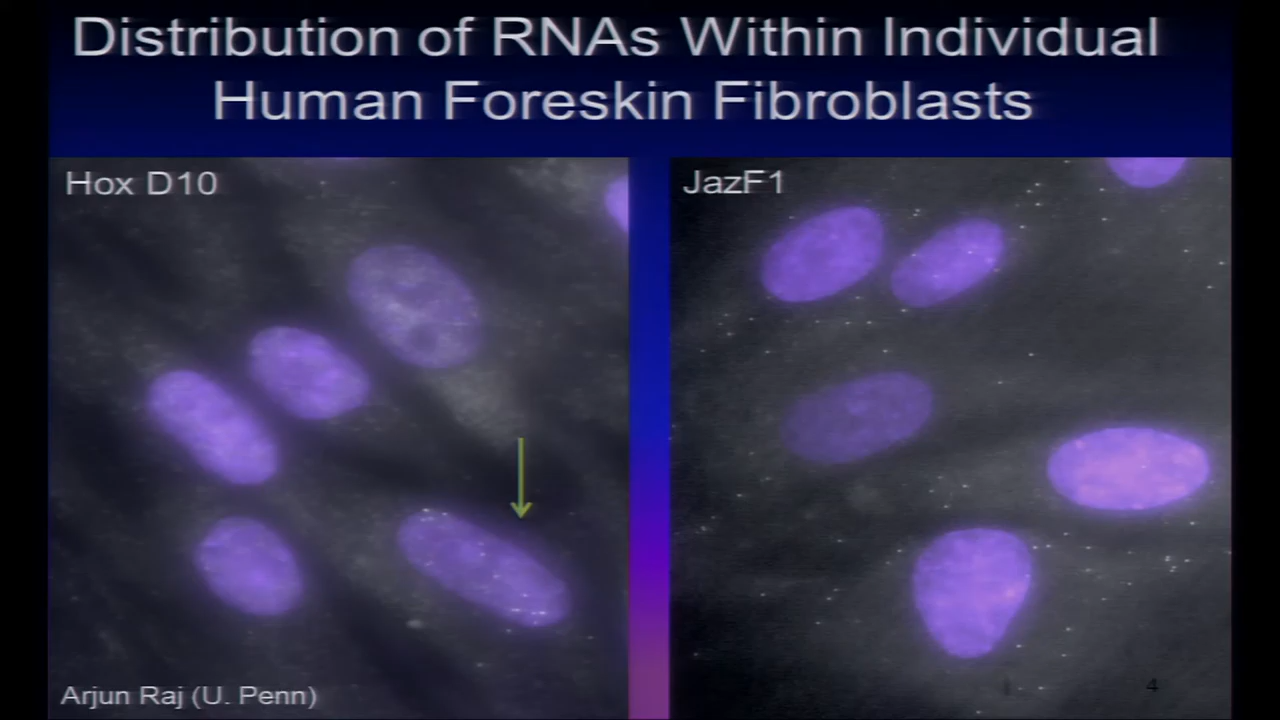 Distribution of RNAs Within Individual
Human Foreskin Fibroblasts
Hox D10
JazF1
Arjun Raj (U. Penn)
4